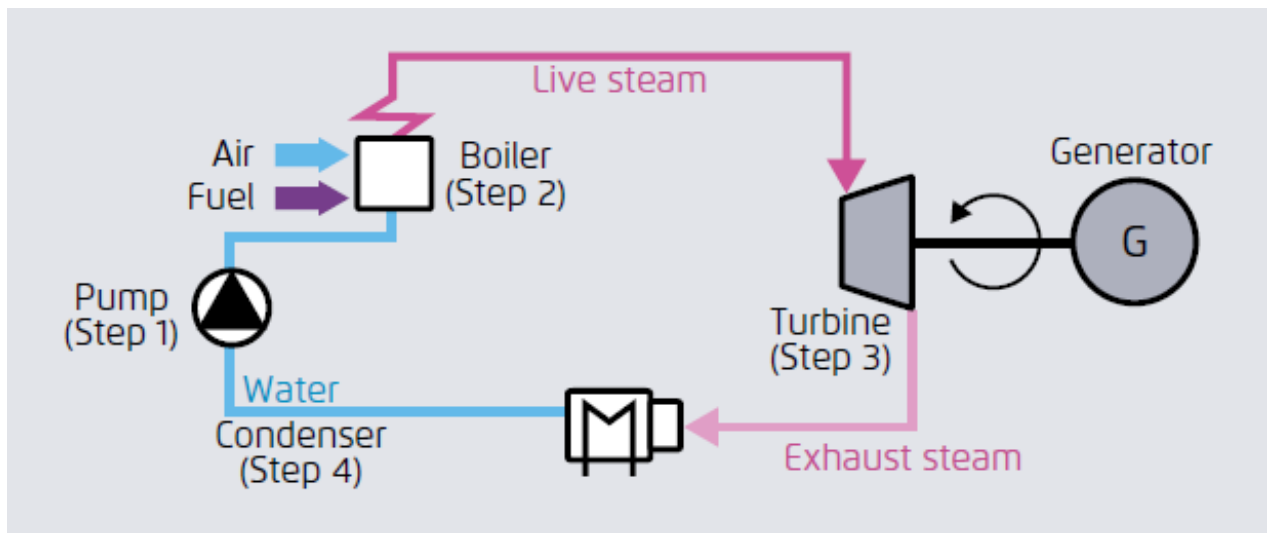 Live steam
Air
Fuel
Boiler
(Step 2)
Generator
G
Pump
(Step 1)
Turbine
(Step 3)
Water
Condenser
(Step 4)
Exhaust steam